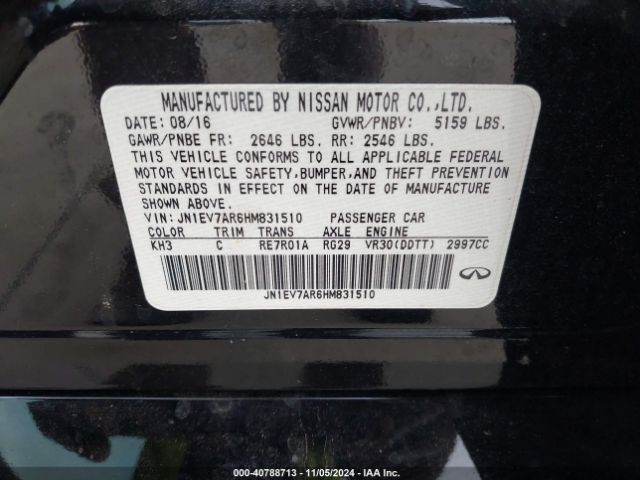 MANUFACTURED BY NISSAN MOTOR CO.,LTD.
DATE: 08/16 GVWR/PNBV: 5159 LBS.
GAWR/PNBE FR: 2646 LBS. RR: 2546 LBS.
THIS VEHICLE CONFORMS TO ALL APPLICABLE FEDERAL
MOTOR VEHICLE SAFETY,BUMPER,AND THEFT PREVENTION
STANDARDS IN EFFECT ON THE DATE OF MANUFACTURE
SHOWN ABOVE.
VIN: JN1EV7AR6HM831510 PASSENGER CAR
COLOR TRIM TRANS AXLE ENGINE
KH3 C RE7R01A RG29 VR30(DDTT) 2997CC
JN1EV7AR6HM831510
000-40788713 - 11/05/2024 - IAA Inc.